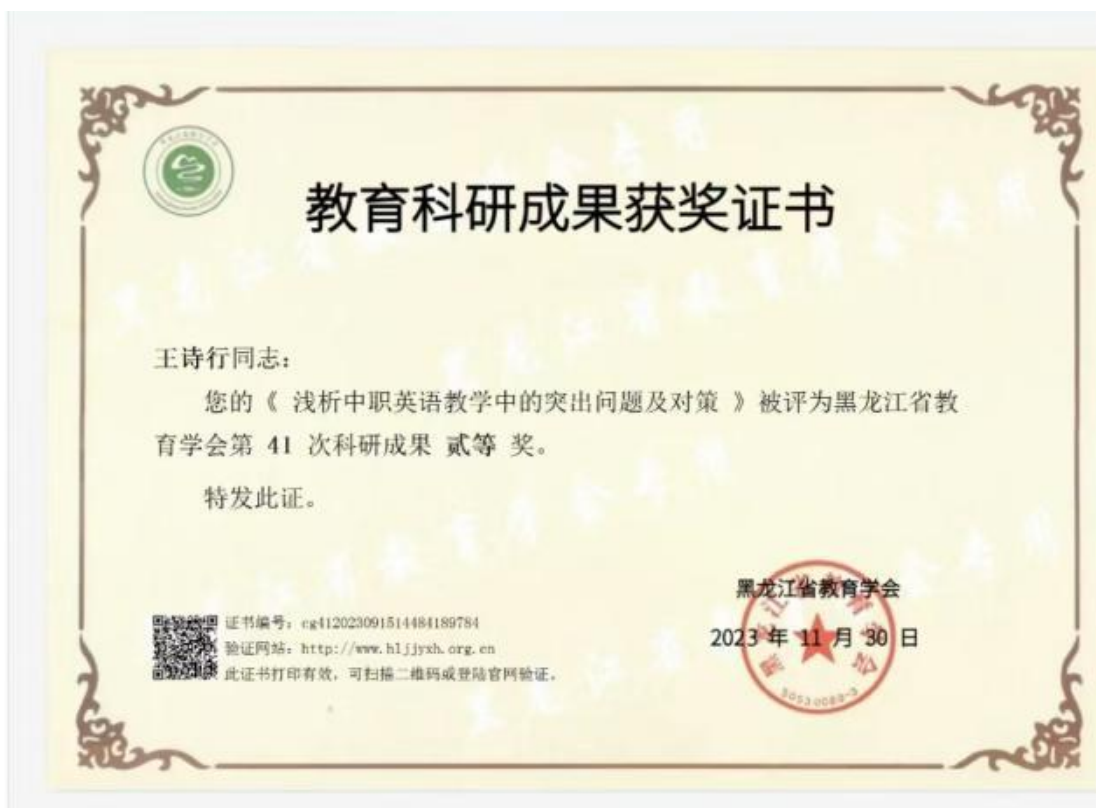 教育科研成果获奖证书
王诗行同志：
您的《 浅析中职英语教学中的突出问题及对策 》被评为黑龙江省教
育学会第 41 次科研成果 贰等 奖。
特发此证。
黑龙江省教育学会
2023 年 11 月 30 日
证书编号：cg412023091514484189784
验证网站：http://www.hljjyxh.org.cn
此证书打印有效，可扫描二维码或登陆官网验证。